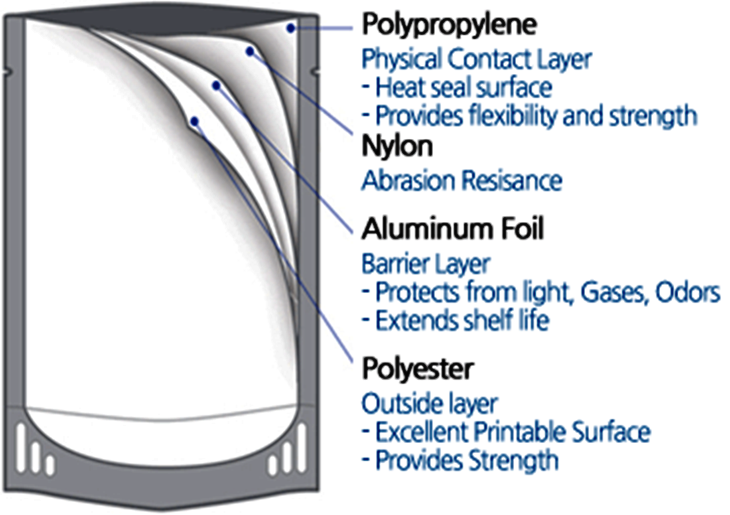 Polypropylene
Physical Contact Layer
- Heat seal surface
- Provides flexibility and strength
Nylon
Abrasion Resisance
Aluminum Foil
Barrier Layer
- Protects from light, Gases, Odors
- Extends shelf life
Polyester
Outside layer
- Excellent Printable Surface
- Provides Strength